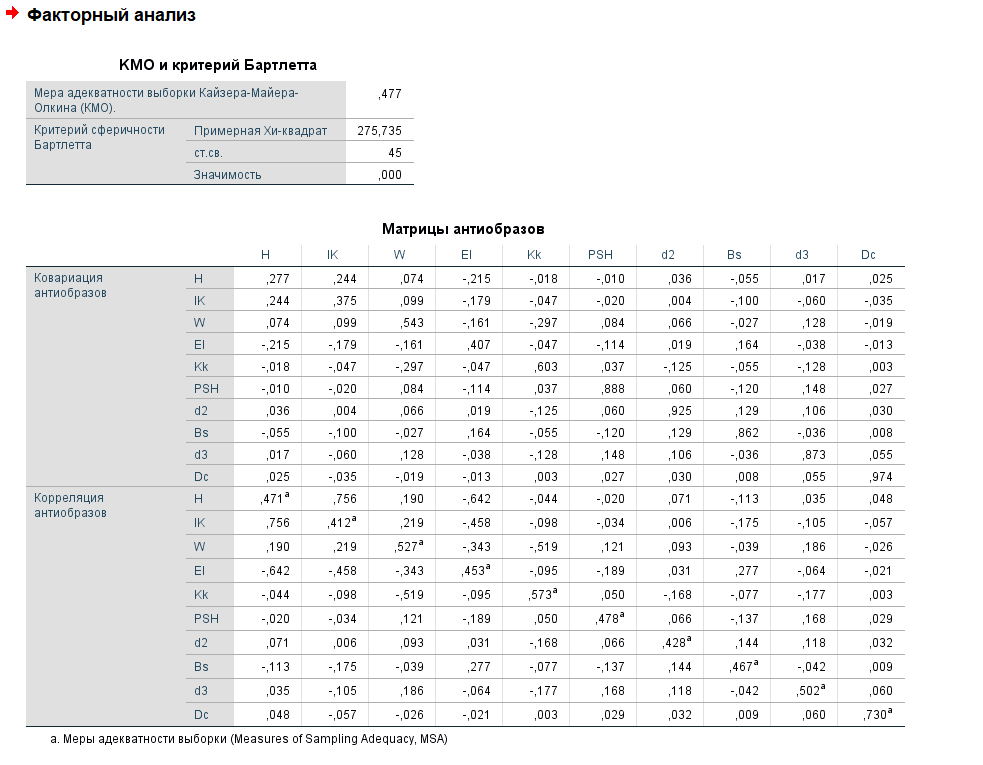 Факторный анализ
КМО и критерий Бартлетта
Мера адекватности выборки Кайзера-Майера-
Олкина (КМО). ,477
Критерий сферичности Примерная Хи-квадрат 275,735
Бартлетта
ст.св. 45
Значимость ,000
Матрицы антиобразов
H IK W EI Kk PSH d2 Bs d3 Dc
Ковариация H ,277 ,244 ,074 -,215 -,018 -,010 ,036 -,055 ,017 ,025
антиобразов
IK ,244 ,375 ,099 -,179 -,047 -,020 ,004 -,100 -,060 -,035
W ,074 ,099 ,543 -,161 -,297 ,084 ,066 -,027 ,128 -,019
EI -,215 -,179 -,161 ,407 -,047 -,114 ,019 ,164 -,038 -,013
Kk -,018 -,047 -,297 -,047 ,603 ,037 -,125 -,055 -,128 ,003
PSH -,010 -,020 ,084 -,114 ,037 ,888 ,060 -,120 ,148 ,027
d2 ,036 ,004 ,066 ,019 -,125 ,060 ,925 ,129 ,106 ,030
Bs -,055 -,100 -,027 ,164 -,055 -,120 ,129 ,862 -,036 ,008
d3 ,017 -,060 ,128 -,038 -,128 ,148 ,106 -,036 ,873 ,055
Dc ,025 -,035 -,019 -,013 ,003 ,027 ,030 ,008 ,055 ,974
Корреляция H ,471a ,756 ,190 -,642 -,044 -,020 ,071 -,113 ,035 ,048
антиобразов
IK ,756 ,412a ,219 -,458 -,098 -,034 ,006 -,175 -,105 -,057
W ,190 ,219 ,527a -,343 -,519 ,121 ,093 -,039 ,186 -,026
EI -,642 -,458 -,343 ,453a -,095 -,189 ,031 ,277 -,064 -,021
Kk -,044 -,098 -,519 -,095 ,573a ,050 -,168 -,077 -,177 ,003
PSH -,020 -,034 ,121 -,189 ,050 ,478a ,066 -,137 ,168 ,029
d2 ,071 ,006 ,093 ,031 -,168 ,066 ,428a ,144 ,118 ,032
Bs -,113 -,175 -,039 ,277 -,077 -,137 ,144 ,467a -,042 ,009
d3 ,035 -,105 ,186 -,064 -,177 ,168 ,118 -,042 ,502a ,060
Dc ,048 -,057 -,026 -,021 ,003 ,029 ,032 ,009 ,060 ,730a
a. Меры адекватности выборки (Measures of Sampling Adequacy, MSA)